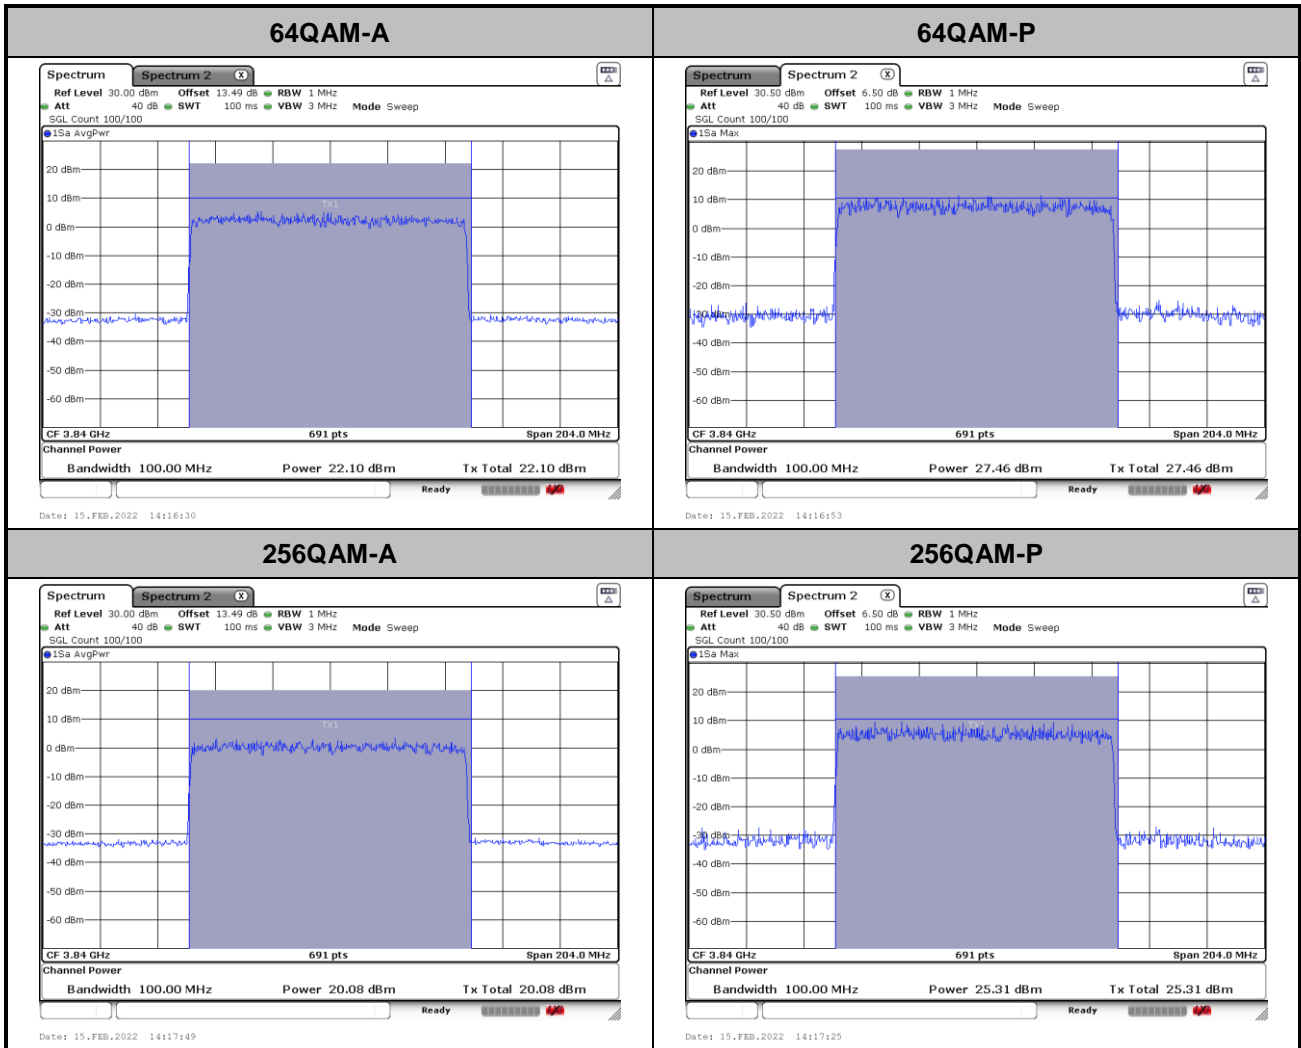 64QAM-A
Spectrum Spectrum 2 X
Ref Level 30.00 dBm Offset 13.49 dB RBW 1 MHz
Att 40 dB SWT 100 ms VBW 3 MHz Mode Sweep
SGL Count 100/100
1Sa AvgPwr
20 dBm
10 dBm
TX1
0 dBm
-10 dBm
-20 dBm
-30 dBm
-40 dBm
-50 dBm
-60 dBm
CF 3.84 GHz 691 pts Span 204.0 MHz
Channel Power
Bandwidth 100.00 MHz Power 22.10 dBm Tx Total 22.10 dBm
Ready
Date: 15.FEB.2022 14:16:30
64QAM-P
Spectrum Spectrum 2 X
Ref Level 30.50 dBm Offset 6.50 dB RBW 1 MHz
Att 40 dB SWT 100 ms VBW 3 MHz Mode Sweep
SGL Count 100/100
1Sa Max
20 dBm
10 dBm
0 dBm
-10 dBm
-20 dBm
-30 dBm
-40 dBm
-50 dBm
-60 dBm
CF 3.84 GHz 691 pts Span 204.0 MHz
Channel Power
Bandwidth 100.00 MHz Power 27.46 dBm Tx Total 27.46 dBm
Ready
Date: 15.FEB.2022 14:16:53
256QAM-A
Spectrum Spectrum 2 X
Ref Level 30.00 dBm Offset 13.49 dB RBW 1 MHz
Att 40 dB SWT 100 ms VBW 3 MHz Mode Sweep
SGL Count 100/100
1Sa AvgPwr
20 dBm
10 dBm
TX1
0 dBm
-10 dBm
-20 dBm
-30 dBm
-40 dBm
-50 dBm
-60 dBm
CF 3.84 GHz 691 pts Span 204.0 MHz
Channel Power
Bandwidth 100.00 MHz Power 20.08 dBm Tx Total 20.08 dBm
Ready
Date: 15.FEB.2022 14:17:49
256QAM-P
Spectrum Spectrum 2 X
Ref Level 30.50 dBm Offset 6.50 dB RBW 1 MHz
Att 40 dB SWT 100 ms VBW 3 MHz Mode Sweep
SGL Count 100/100
1Sa Max
20 dBm
10 dBm
0 dBm
-10 dBm
-20 dBm
-30 dBm
-40 dBm
-50 dBm
-60 dBm
CF 3.84 GHz 691 pts Span 204.0 MHz
Channel Power
Bandwidth 100.00 MHz Power 25.31 dBm Tx Total 25.31 dBm
Ready
Date: 15.FEB.2022 14:17:25